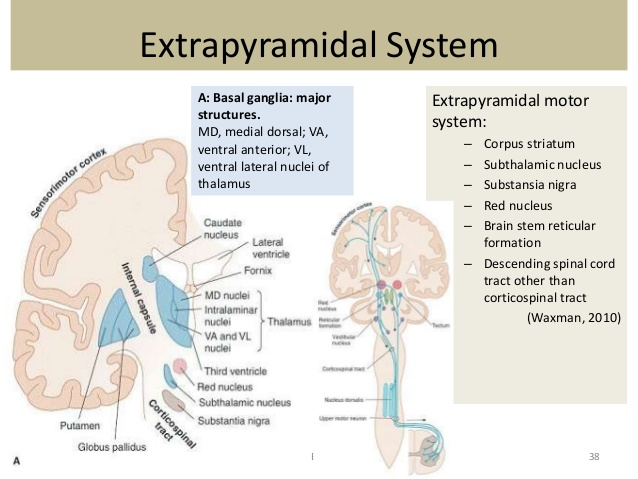 Extrapyramidal System
A: Basal ganglia: major
structures.
MD, medial dorsal; VA,
ventral anterior; VL,
ventral lateral nuclei of
thalamus
Extrapyramidal motor
system:
– Corpus striatum
– Subthalamic nucleus
– Substansia nigra
– Red nucleus
– Brain stem reticular
formation
– Descending spinal cord
tract other than
corticospinal tract
(Waxman, 2010)
Sensorimotor cortex
Caudate
nucleus
Lateral
ventricle
Fornix
Internal capsule
MD nuclei
Intralaminar
nuclei
VA and VL
nuclei
Thalamus
Third ventricle
Red nucleus
Subthalamic nucleus
Substantia nigra
Corticospinal
tract
Putamen
Globus pallidus
A
Sensorimotor cortex
Red
nucleus
Reticular
formation
Vestibular
nucleus
Tectum
Corticospinal tract
Nucleus dorsalis
Upper motor neuron
38